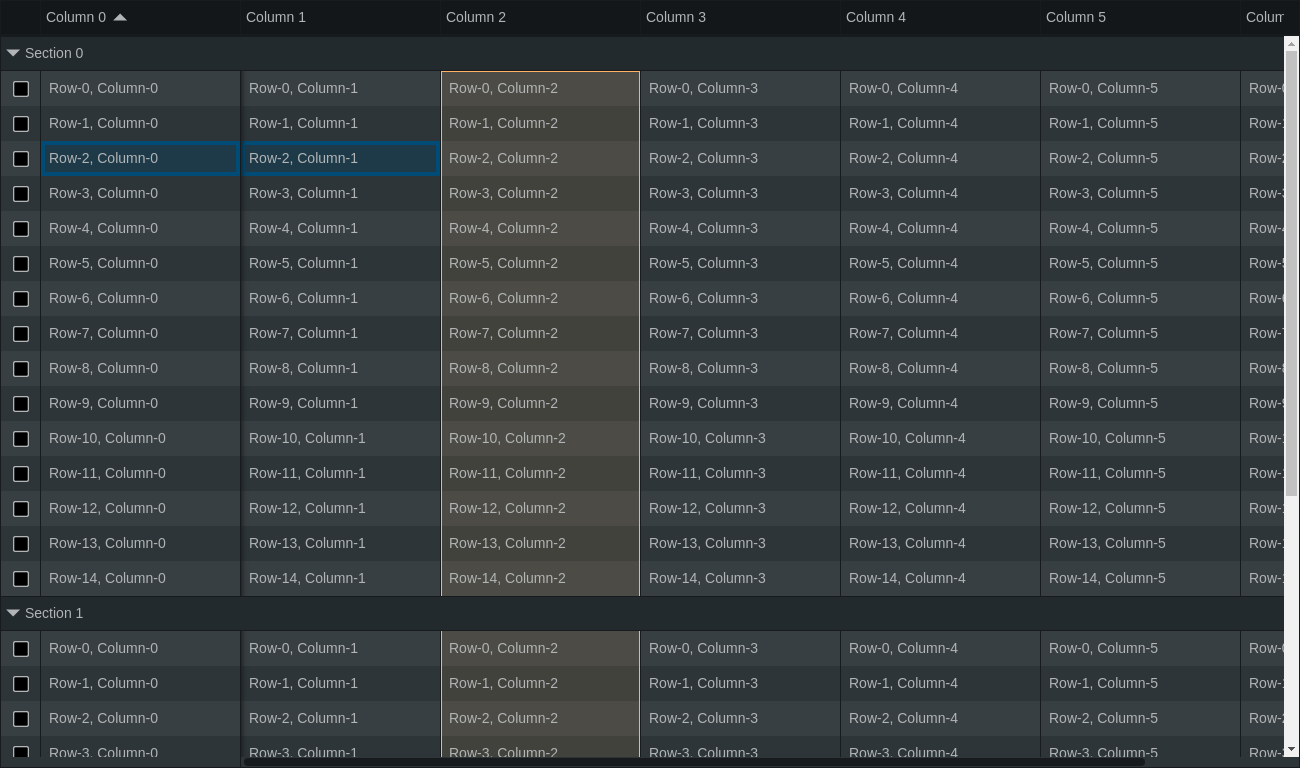 Column 0 Column 1 Column 2 Column 3 Column 4 Column 5 Colum
Section 0
Row-0, Column-0 Row-0, Column-1 Row-0, Column-2 Row-0, Column-3 Row-0, Column-4 Row-0, Column-5 Row-0
Row-1, Column-0 Row-1, Column-1 Row-1, Column-2 Row-1, Column-3 Row-1, Column-4 Row-1, Column-5 Row-1
Row-2, Column-0 Row-2, Column-1 Row-2, Column-2 Row-2, Column-3 Row-2, Column-4 Row-2, Column-5 Row-2
Row-3, Column-0 Row-3, Column-1 Row-3, Column-2 Row-3, Column-3 Row-3, Column-4 Row-3, Column-5 Row-3
Row-4, Column-0 Row-4, Column-1 Row-4, Column-2 Row-4, Column-3 Row-4, Column-4 Row-4, Column-5 Row-4
Row-5, Column-0 Row-5, Column-1 Row-5, Column-2 Row-5, Column-3 Row-5, Column-4 Row-5, Column-5 Row-5
Row-6, Column-0 Row-6, Column-1 Row-6, Column-2 Row-6, Column-3 Row-6, Column-4 Row-6, Column-5 Row-6
Row-7, Column-0 Row-7, Column-1 Row-7, Column-2 Row-7, Column-3 Row-7, Column-4 Row-7, Column-5 Row-7
Row-8, Column-0 Row-8, Column-1 Row-8, Column-2 Row-8, Column-3 Row-8, Column-4 Row-8, Column-5 Row-8
Row-9, Column-0 Row-9, Column-1 Row-9, Column-2 Row-9, Column-3 Row-9, Column-4 Row-9, Column-5 Row-9
Row-10, Column-0 Row-10, Column-1 Row-10, Column-2 Row-10, Column-3 Row-10, Column-4 Row-10, Column-5 Row-1
Row-11, Column-0 Row-11, Column-1 Row-11, Column-2 Row-11, Column-3 Row-11, Column-4 Row-11, Column-5 Row-1
Row-12, Column-0 Row-12, Column-1 Row-12, Column-2 Row-12, Column-3 Row-12, Column-4 Row-12, Column-5 Row-1
Row-13, Column-0 Row-13, Column-1 Row-13, Column-2 Row-13, Column-3 Row-13, Column-4 Row-13, Column-5 Row-1
Row-14, Column-0 Row-14, Column-1 Row-14, Column-2 Row-14, Column-3 Row-14, Column-4 Row-14, Column-5 Row-1
Section 1
Row-0, Column-0 Row-0, Column-1 Row-0, Column-2 Row-0, Column-3 Row-0, Column-4 Row-0, Column-5 Row-0
Row-1, Column-0 Row-1, Column-1 Row-1, Column-2 Row-1, Column-3 Row-1, Column-4 Row-1, Column-5 Row-1
Row-2, Column-0 Row-2, Column-1 Row-2, Column-2 Row-2, Column-3 Row-2, Column-4 Row-2, Column-5 Row-2
Row-3, Column-0 Row-3, Column-1 Row-3, Column-2 Row-3, Column-3 Row-3, Column-4 Row-3, Column-5 Row-3